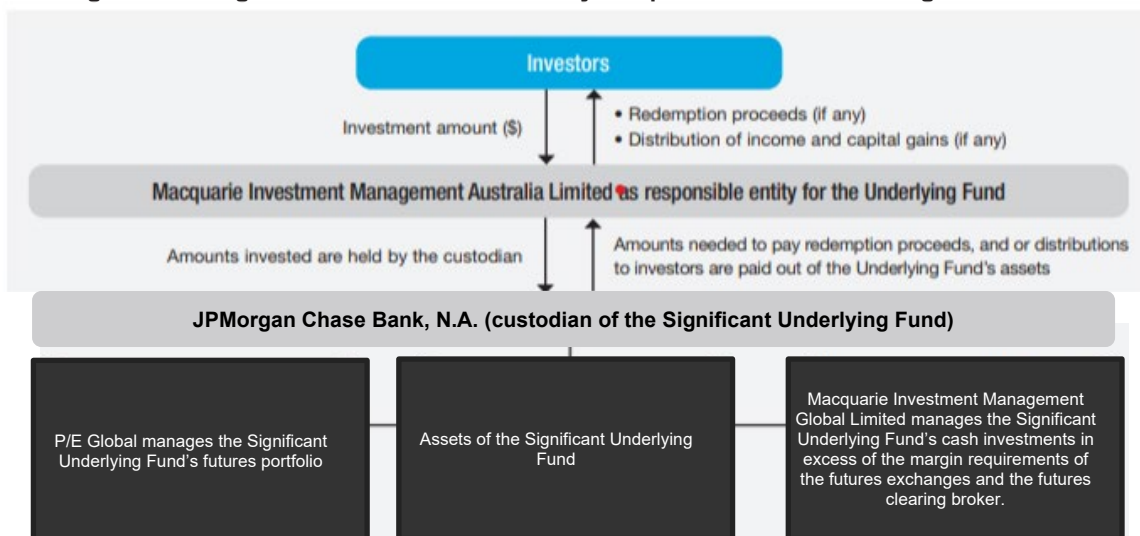 Investors
Investment amount ($)
• Redemption proceeds (if any)
• Distribution of income and capital gains (if any)
Macquarie Investment Management Australia Limited as responsible entity for the Underlying Fund
Amounts invested are held by the custodian
Amounts needed to pay redemption proceeds, and or distributions
to investors are paid out of the Underlying Fund's assets
JPMorgan Chase Bank, N.A. (custodian of the Significant Underlying Fund)
P/E Global manages the Significant
Underlying Fund's futures portfolio
Assets of the Significant Underlying
Fund
Macquarie Investment Management
Global Limited manages the Significant
Underlying Fund's cash investments in
excess of the margin requirements of
the futures exchanges and the futures
clearing broker.